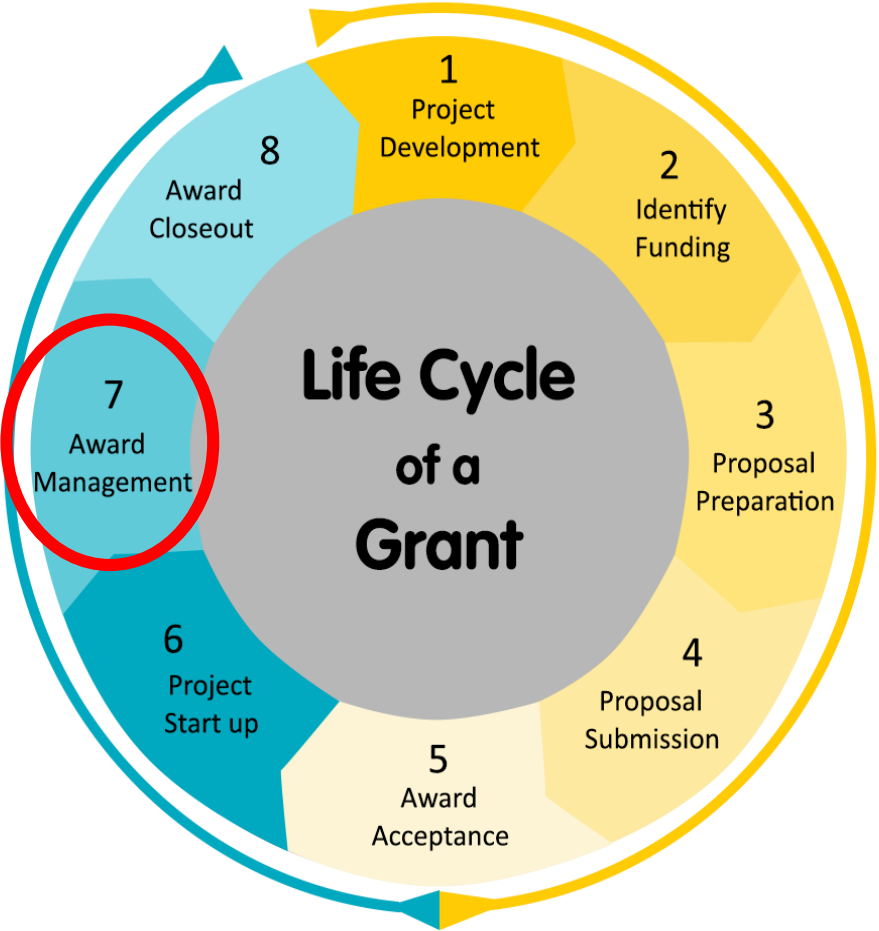 1
Project
Development
2
Identify
Funding
3
Proposal
Preparation
4
Proposal
Submission
5
Award
Acceptance
6
Project
Start up
7
Award
Management
8
Award
Closeout
Life Cycle
of a
Grant